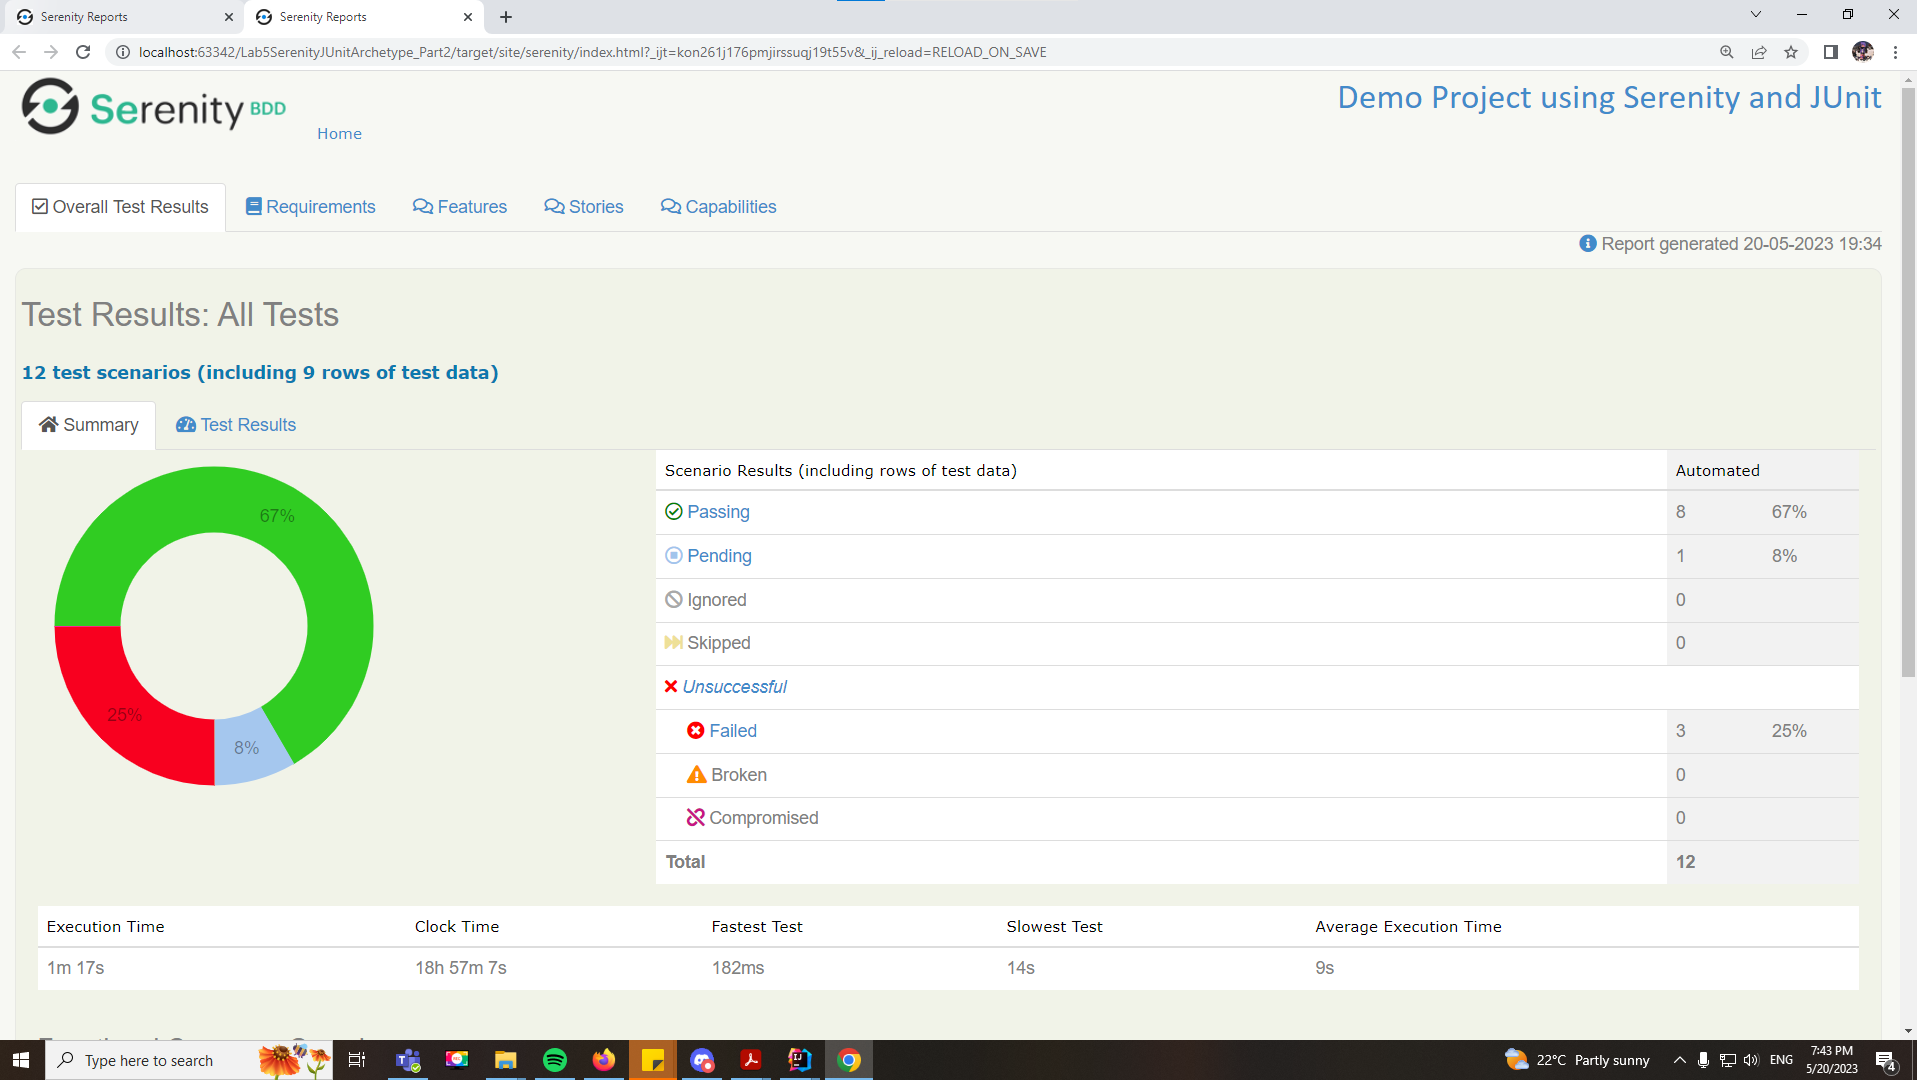 Serenity Reports
Serenity Reports
localhost:63342/Lab5SerenityJUnitArchetype_Part2/target/site/serenity/index.html?_ijt=kon261j176pmjirssuqj19t55v&_ij_reload=RELOAD_ON_SAVE
Serenity BDD
Home
Demo Project using Serenity and JUnit
Overall Test Results
Requirements
Features
Stories
Capabilities
Report generated 20-05-2023 19:34
Test Results: All Tests
12 test scenarios (including 9 rows of test data)
Summary
Test Results
67%
25%
8%
Scenario Results (including rows of test data) Automated
Passing 8 67%
Pending 1 8%
Ignored 0
Skipped 0
Unsuccessful
Failed 3 25%
Broken 0
Compromised 0
Total 12
Execution Time Clock Time Fastest Test Slowest Test Average Execution Time
1m 17s 18h 57m 7s 182ms 14s 9s
Type here to search
22°C Partly sunny
ENG
7:43 PM
5/20/2023
4